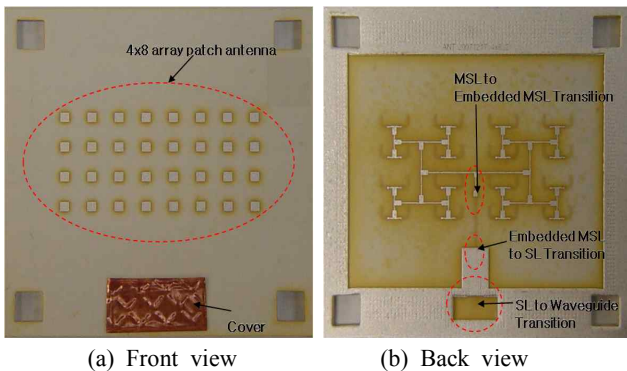 4x8 array patch antenna
Cover
MSL to
Embedded MSL Transition
Embedded MSL
to SL Transition
SL to Waveguide
Transition
(a) Front view
(b) Back view